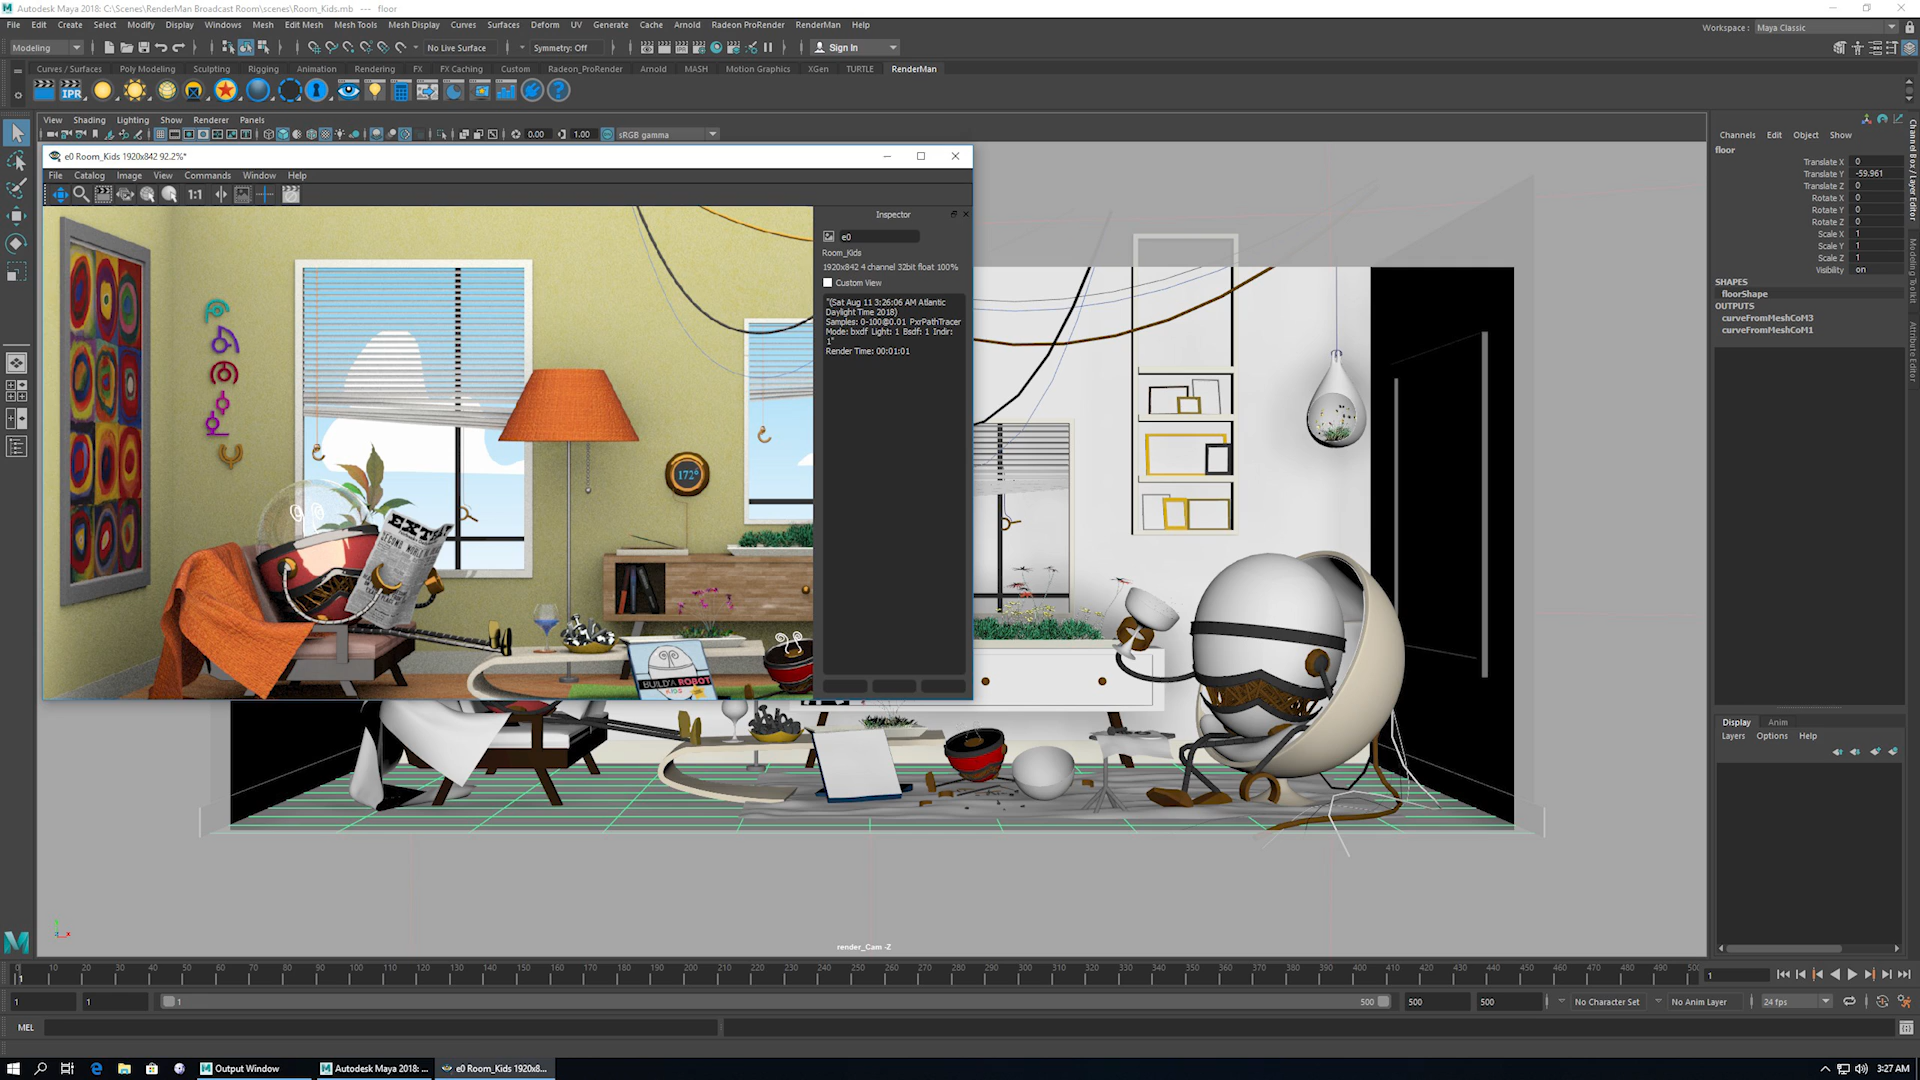 Autodesk Maya 2018: C:\Scenes\RenderMan Broadcast Room\scenes\Room_Kids.mb --- floor
File Edit Create Select Modify Display Windows Mesh Edit Mesh Mesh Tools Mesh Display Curves Surfaces Deform UV Generate Cache Arnold Radeon ProRender RenderMan Help
Workspace: Maya Classic
Modeling No Live Surface Symmetry: Off Sign In
Curves / Surfaces Poly Modeling Sculpting Rigging Animation Rendering FX FX Caching Custom Radeon_ProRender Arnold MASH Motion Graphics XGen TURTLE RenderMan
IPR
View Shading Lighting Show Renderer Panels
0.00 1.00 sRGB gamma
e0 Room_Kids 1920x842 92.2%*
File Catalog Image View Commands Window Help
1:1
Inspector
e0
Room_Kids
1920x842 4 channel 32bit float 100%
Custom View
"(Sat Aug 11 3:26:06 AM Atlantic
Daylight Time 2018)
Samples: 0-100@0.01 PxrPathTracer
Mode: bxdf Light: 1 Bsdf: 1 Indir:
1"
Render Time: 00:01:01
172°
SECOND WORLD
BUILD A ROBOT
KIDS
render_Cam -Z
Channels Edit Object Show
floor
Translate X 0
Translate Y -59.961
Translate Z 0
Rotate X 0
Rotate Y 0
Rotate Z 0
Scale X 1
Scale Y 1
Scale Z 1
Visibility on
SHAPES
floorShape
OUTPUTS
curveFromMeshCoM3
curveFromMeshCoM1
Channel Box / Layer Editor
Modeling Toolkit
Attribute Editor
Display Anim
Layers Options Help
0 10 20 30 40 50 60 70 80 90 100 110 120 130 140 150 160 170 180 190 200 210 220 230 240 250 260 270 280 290 300 310 320 330 340 350 360 370 380 390 400 410 420 430 440 450 460 470 480 490 500
1 1
1 1 1 500 500 500 No Character Set No Anim Layer 24 fps
MEL
Output Window Autodesk Maya 2018: ... e0 Room_Kids 1920x8... 3:27 AM